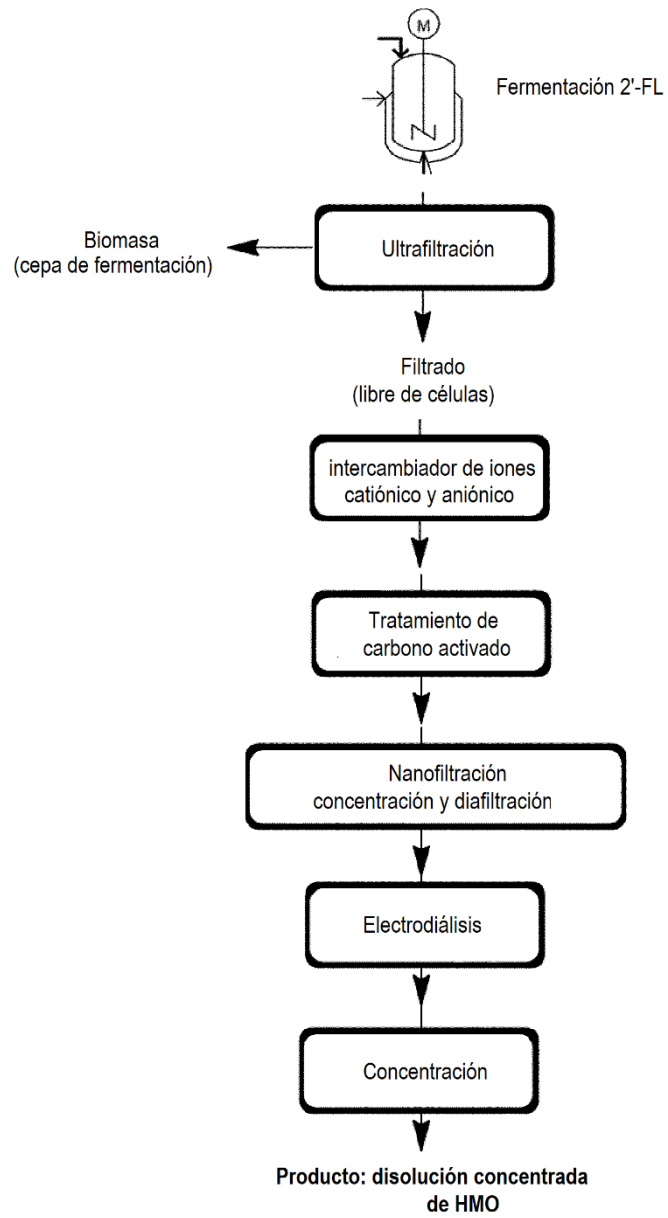 M
Fermentación 2'-FL
Biomasa
(cepa de fermentación)
Ultrafiltración
Filtrado
(libre de células)
intercambiador de iones
catiónico y aniónico
Tratamiento de
carbono activado
Nanofiltración
concentración y diafiltración
Electrodiálisis
Concentración
Producto: disolución concentrada
de HMO